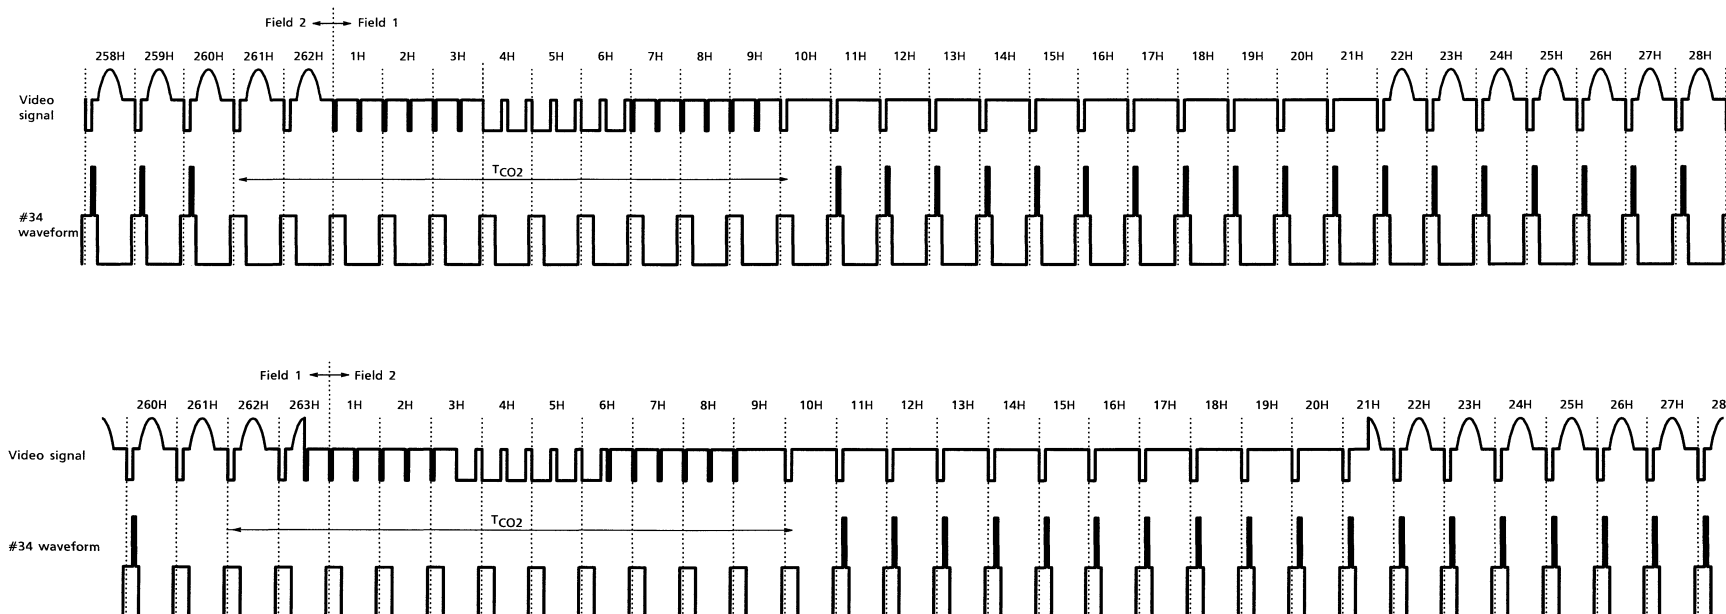 Field 2 Field 1
258H 259H 260H 261H 262H 1H 2H 3H 4H 5H 6H 7H 8H 9H 10H 11H 12H 13H 14H 15H 16H 17H 18H 19H 20H 21H 22H 23H 24H 25H 26H 27H 28H
Video
signal
TCO2
#34
waveform
Field 1 Field 2
260H 261H 262H 263H 1H 2H 3H 4H 5H 6H 7H 8H 9H 10H 11H 12H 13H 14H 15H 16H 17H 18H 19H 20H 21H 22H 23H 24H 25H 26H 27H 28
Video signal
TCO2
#34 waveform